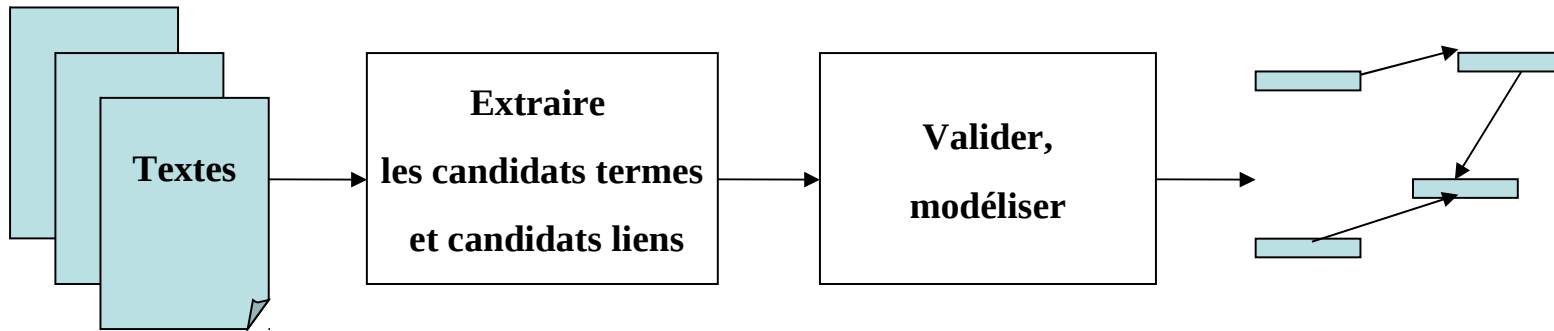 Textes
Extraire
les candidats termes
et candidats liens
Valider,
modéliser